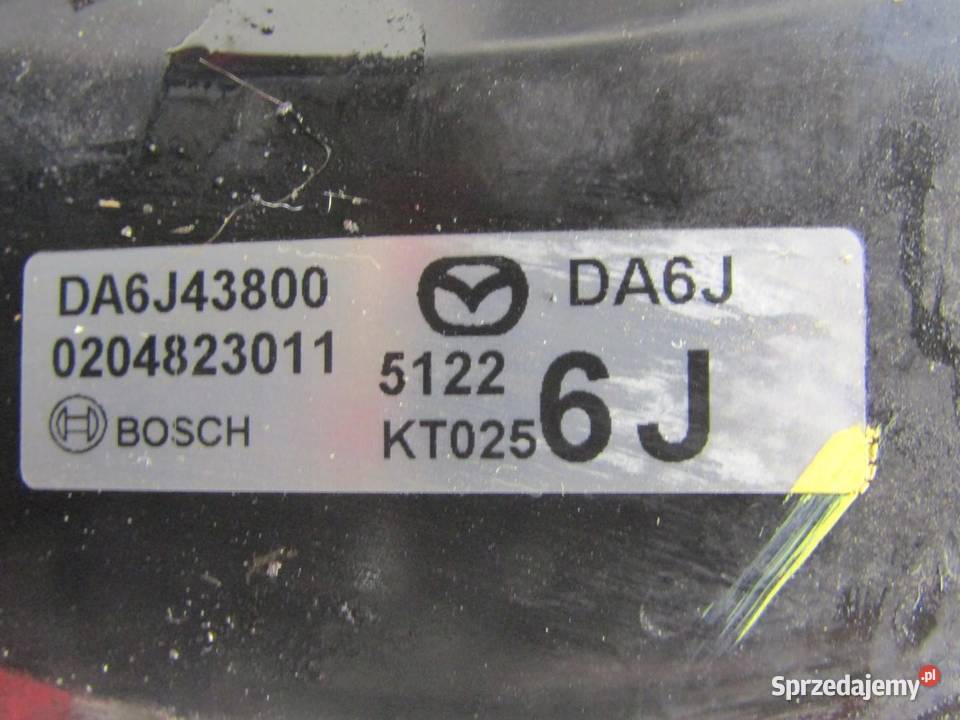 DA6J43800
0204823011
BOSCH
DA6J
5122
KT025
6J
Sprzedajemy.pl